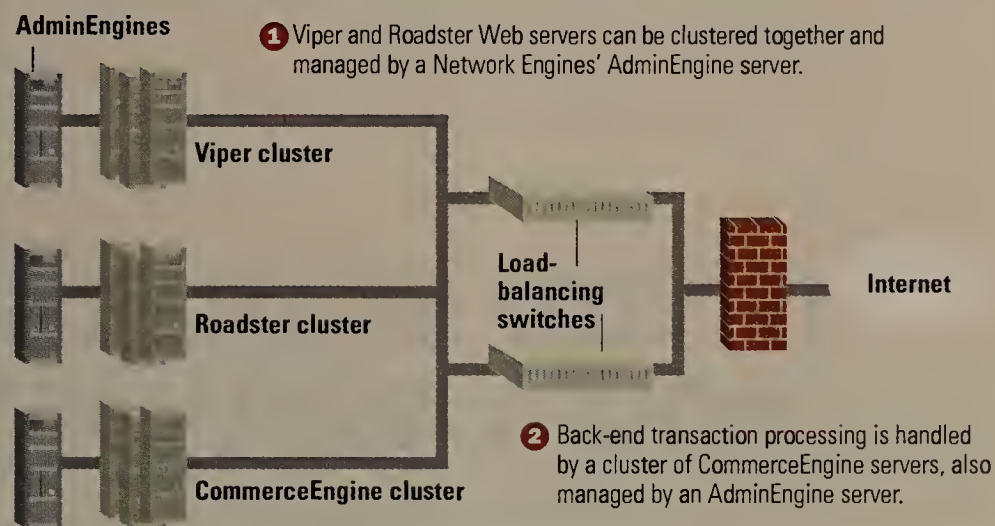 AdminEngines
1 Viper and Roadster Web servers can be clustered together and
managed by a Network Engines' AdminEngine server.
Viper cluster
Load-
balancing
switches
Internet
Roadster cluster
2 Back-end transaction processing is handled
by a cluster of CommerceEngine servers, also
managed by an AdminEngine server.
CommerceEngine cluster